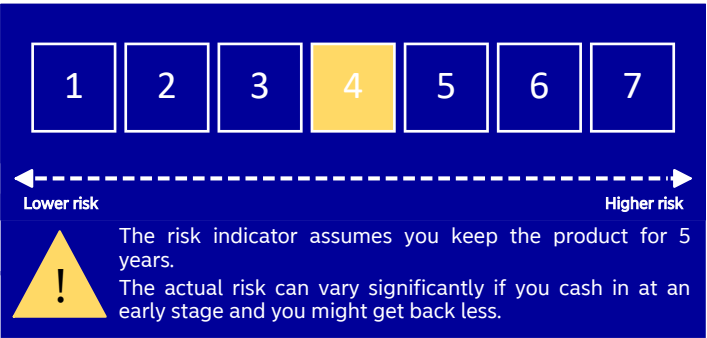 1 2 3 4 5 6 7
Lower risk Higher risk
The risk indicator assumes you keep the product for 5
years.
! The actual risk can vary significantly if you cash in at an
early stage and you might get back less.